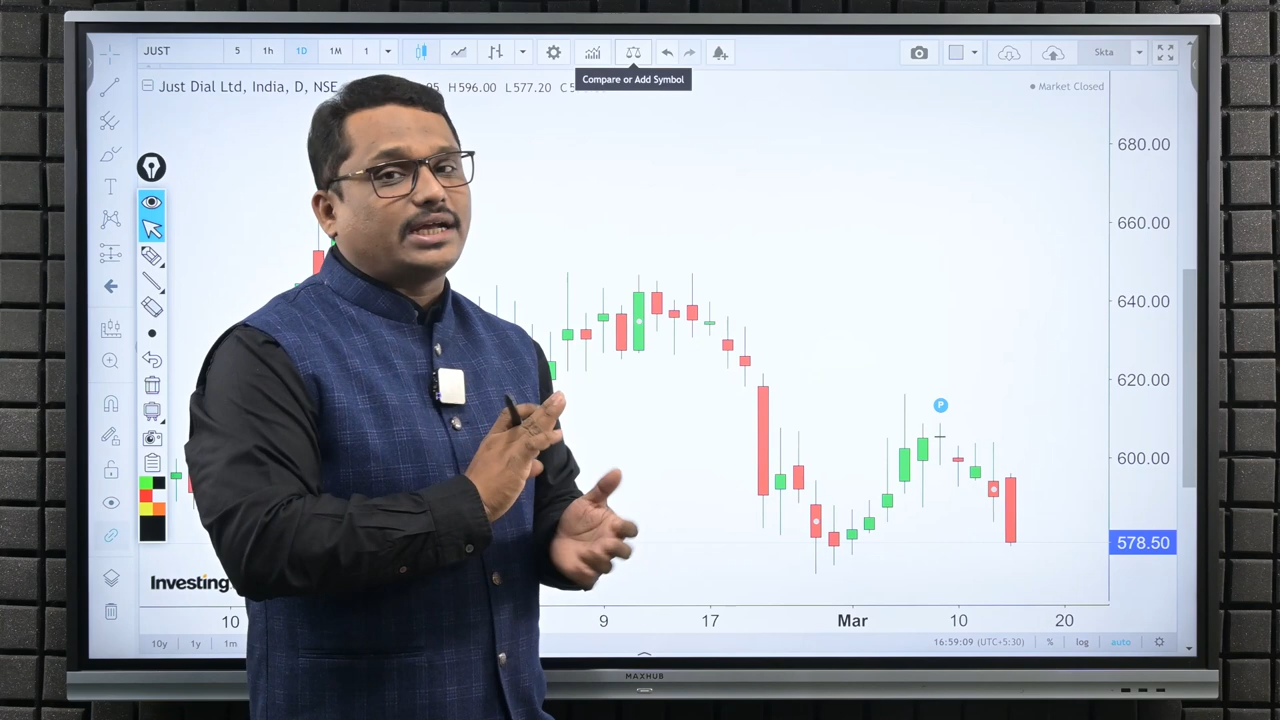 JUST 5 1h 1D 1M 1 Skta
Compare or Add Symbol
Just Dial Ltd, India, D, NSE H596.00 L577.20
Market Closed
680.00
660.00
640.00
620.00
600.00
578.50
Investing
10 9 17 Mar 10 20
10y 1y 1m 16:59:09 (UTC+5:30) % log auto
MAXHUB
T
P